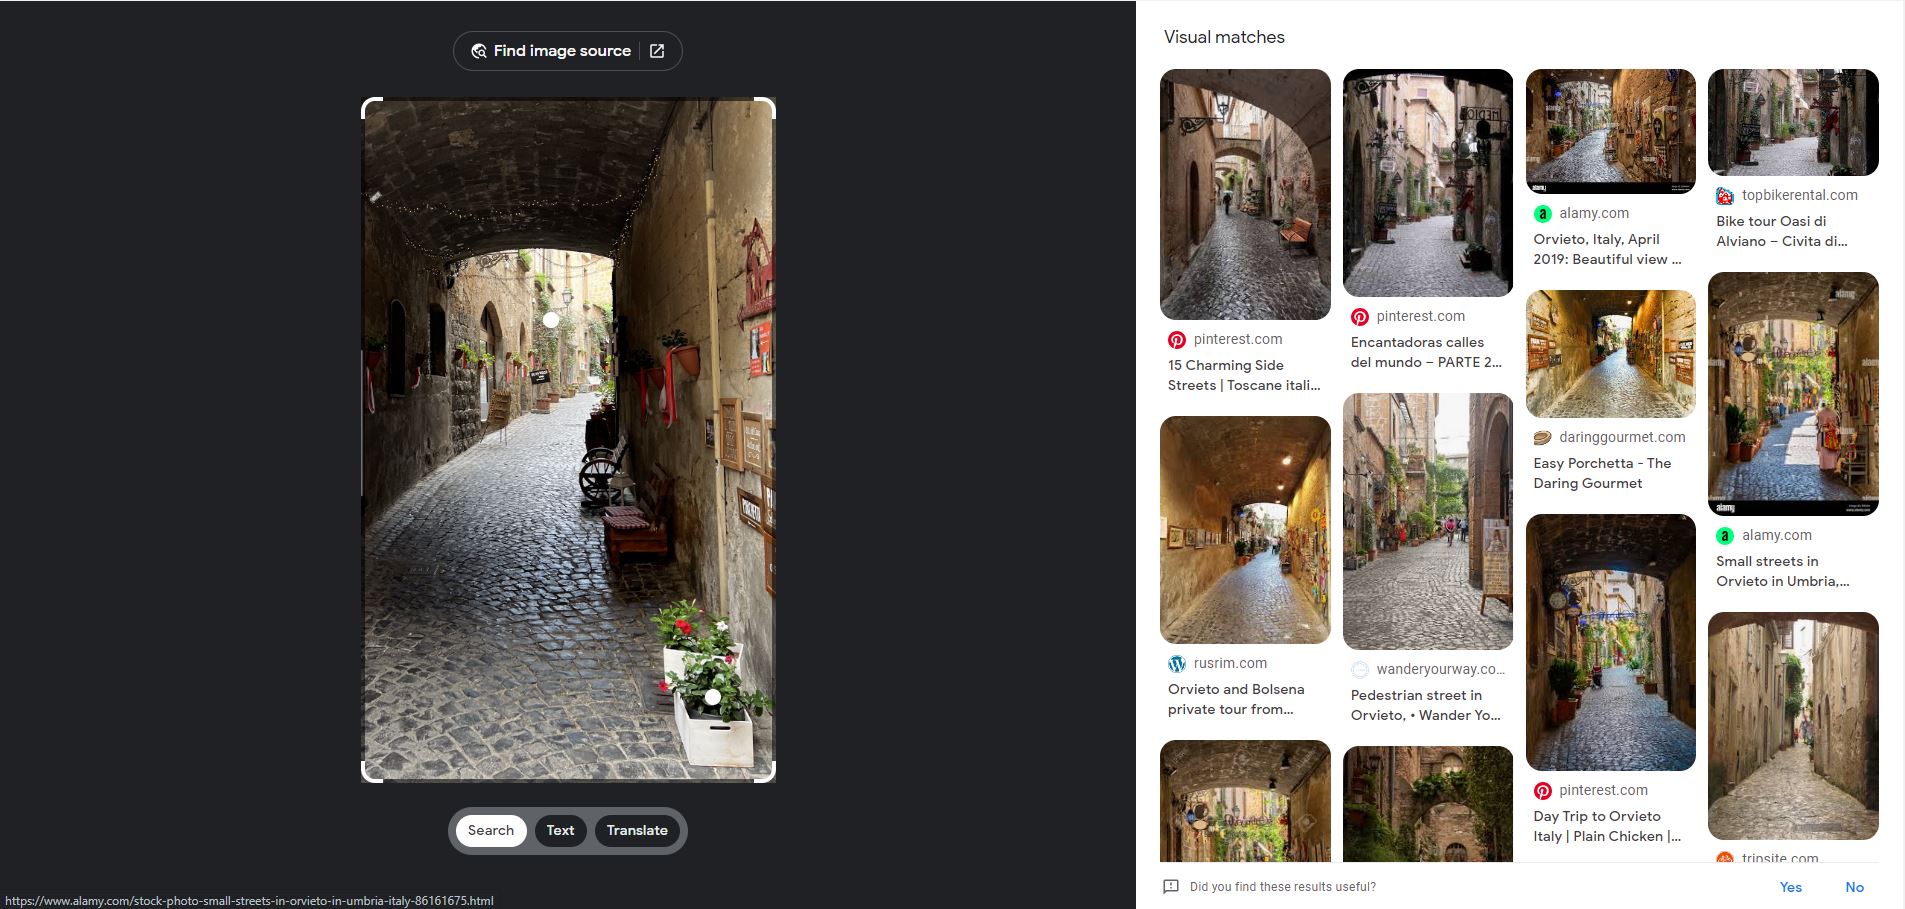 Find image source
Search
Text
Translate
https://www.alamy.com/stock-photo-small-streets-in-orvieto-in-umbria-italy-86161675.html
Visual matches
pinterest.com
15 Charming Side
Streets | Toscane itali...
rusrim.com
Orvieto and Bolsena
private tour from...
pinterest.com
Encantadoras calles
del mundo – PARTE 2...
wanderyourway.co...
Pedestrian street in
Orvieto, • Wander Yo...
alamy.com
Orvieto, Italy, April
2019: Beautiful view ...
daringgourmet.com
Easy Porchetta - The
Daring Gourmet
pinterest.com
Day Trip to Orvieto
Italy | Plain Chicken |...
topbikerental.com
Bike tour Oasi di
Alviano – Civita di...
alamy
alamy.com
Small streets in
Orvieto in Umbria,...
tripsite.com
Did you find these results useful?
Yes
No